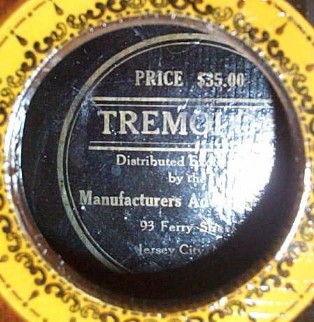 PRICE $35.00
TREMOL
Distributed
by the
Manufacturers
93 Ferry
Jersey City